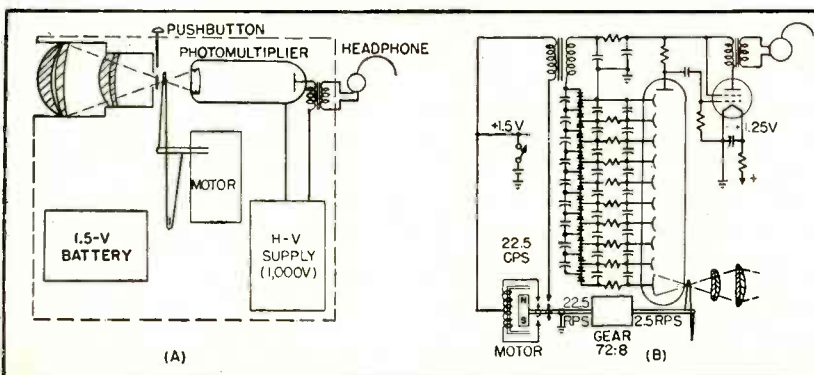 PUSHBUTTON
PHOTOMULTIPLIER
HEADPHONE
MOTOR
1.5-V
BATTERY
H-V
SUPPLY
(1,000V)
(A)
+1.5V
+1.25V
+
22.5
CPS
N
S
MOTOR
22.5
RPS
GEAR
72:8
2.5RPS
(B)